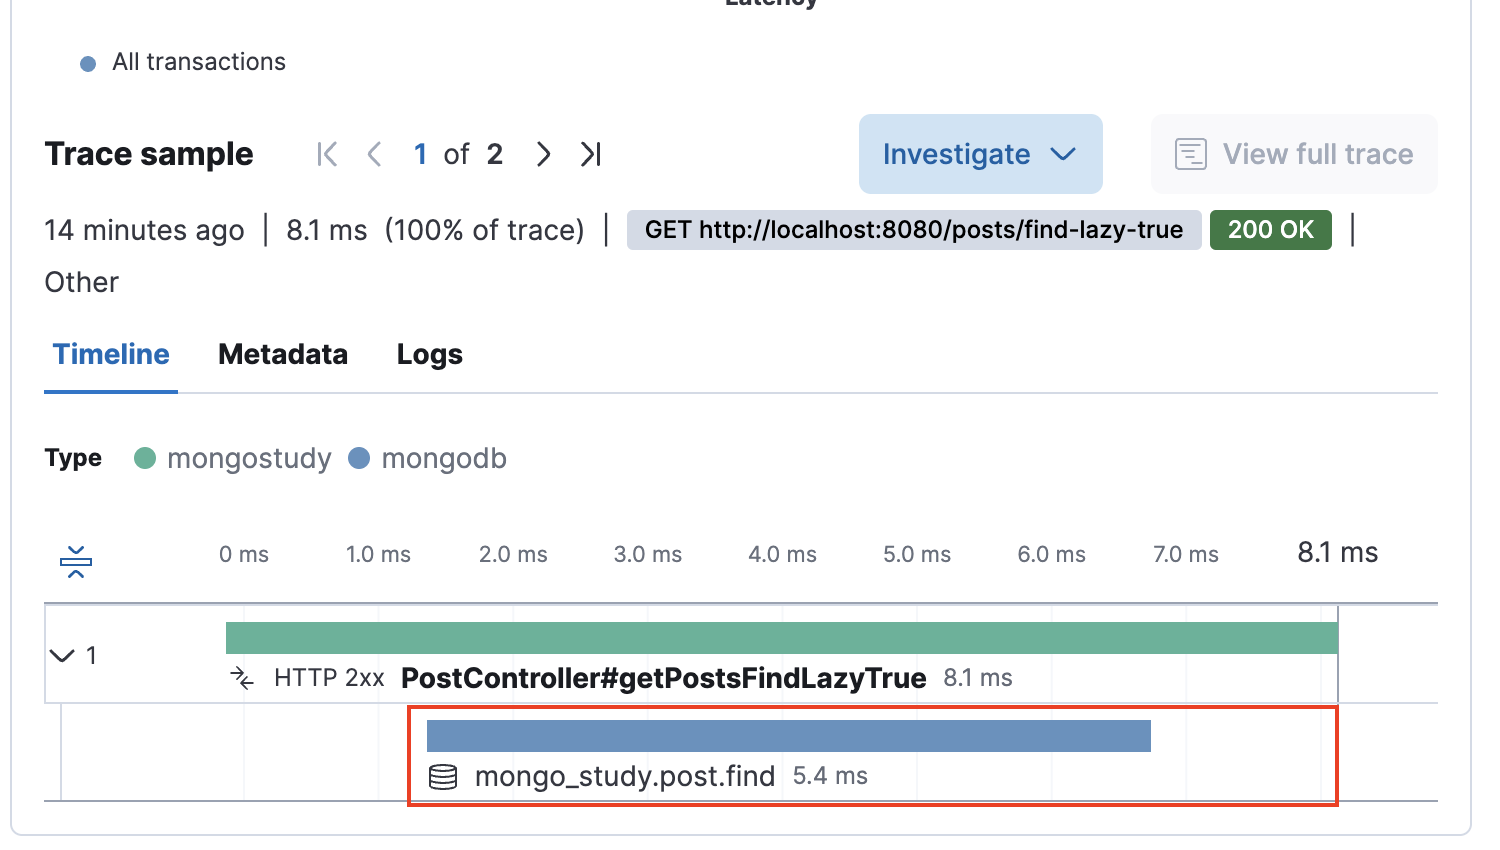 Latency
All transactions
Trace sample 1 of 2 Investigate View full trace
14 minutes ago | 8.1 ms (100% of trace) | GET http://localhost:8080/posts/find-lazy-true 200 OK |
Other
Timeline Metadata Logs
Type mongostudy mongodb
0 ms 1.0 ms 2.0 ms 3.0 ms 4.0 ms 5.0 ms 6.0 ms 7.0 ms 8.1 ms
1
HTTP 2xx PostController#getPostsFindLazyTrue 8.1 ms
mongo_study.post.find 5.4 ms